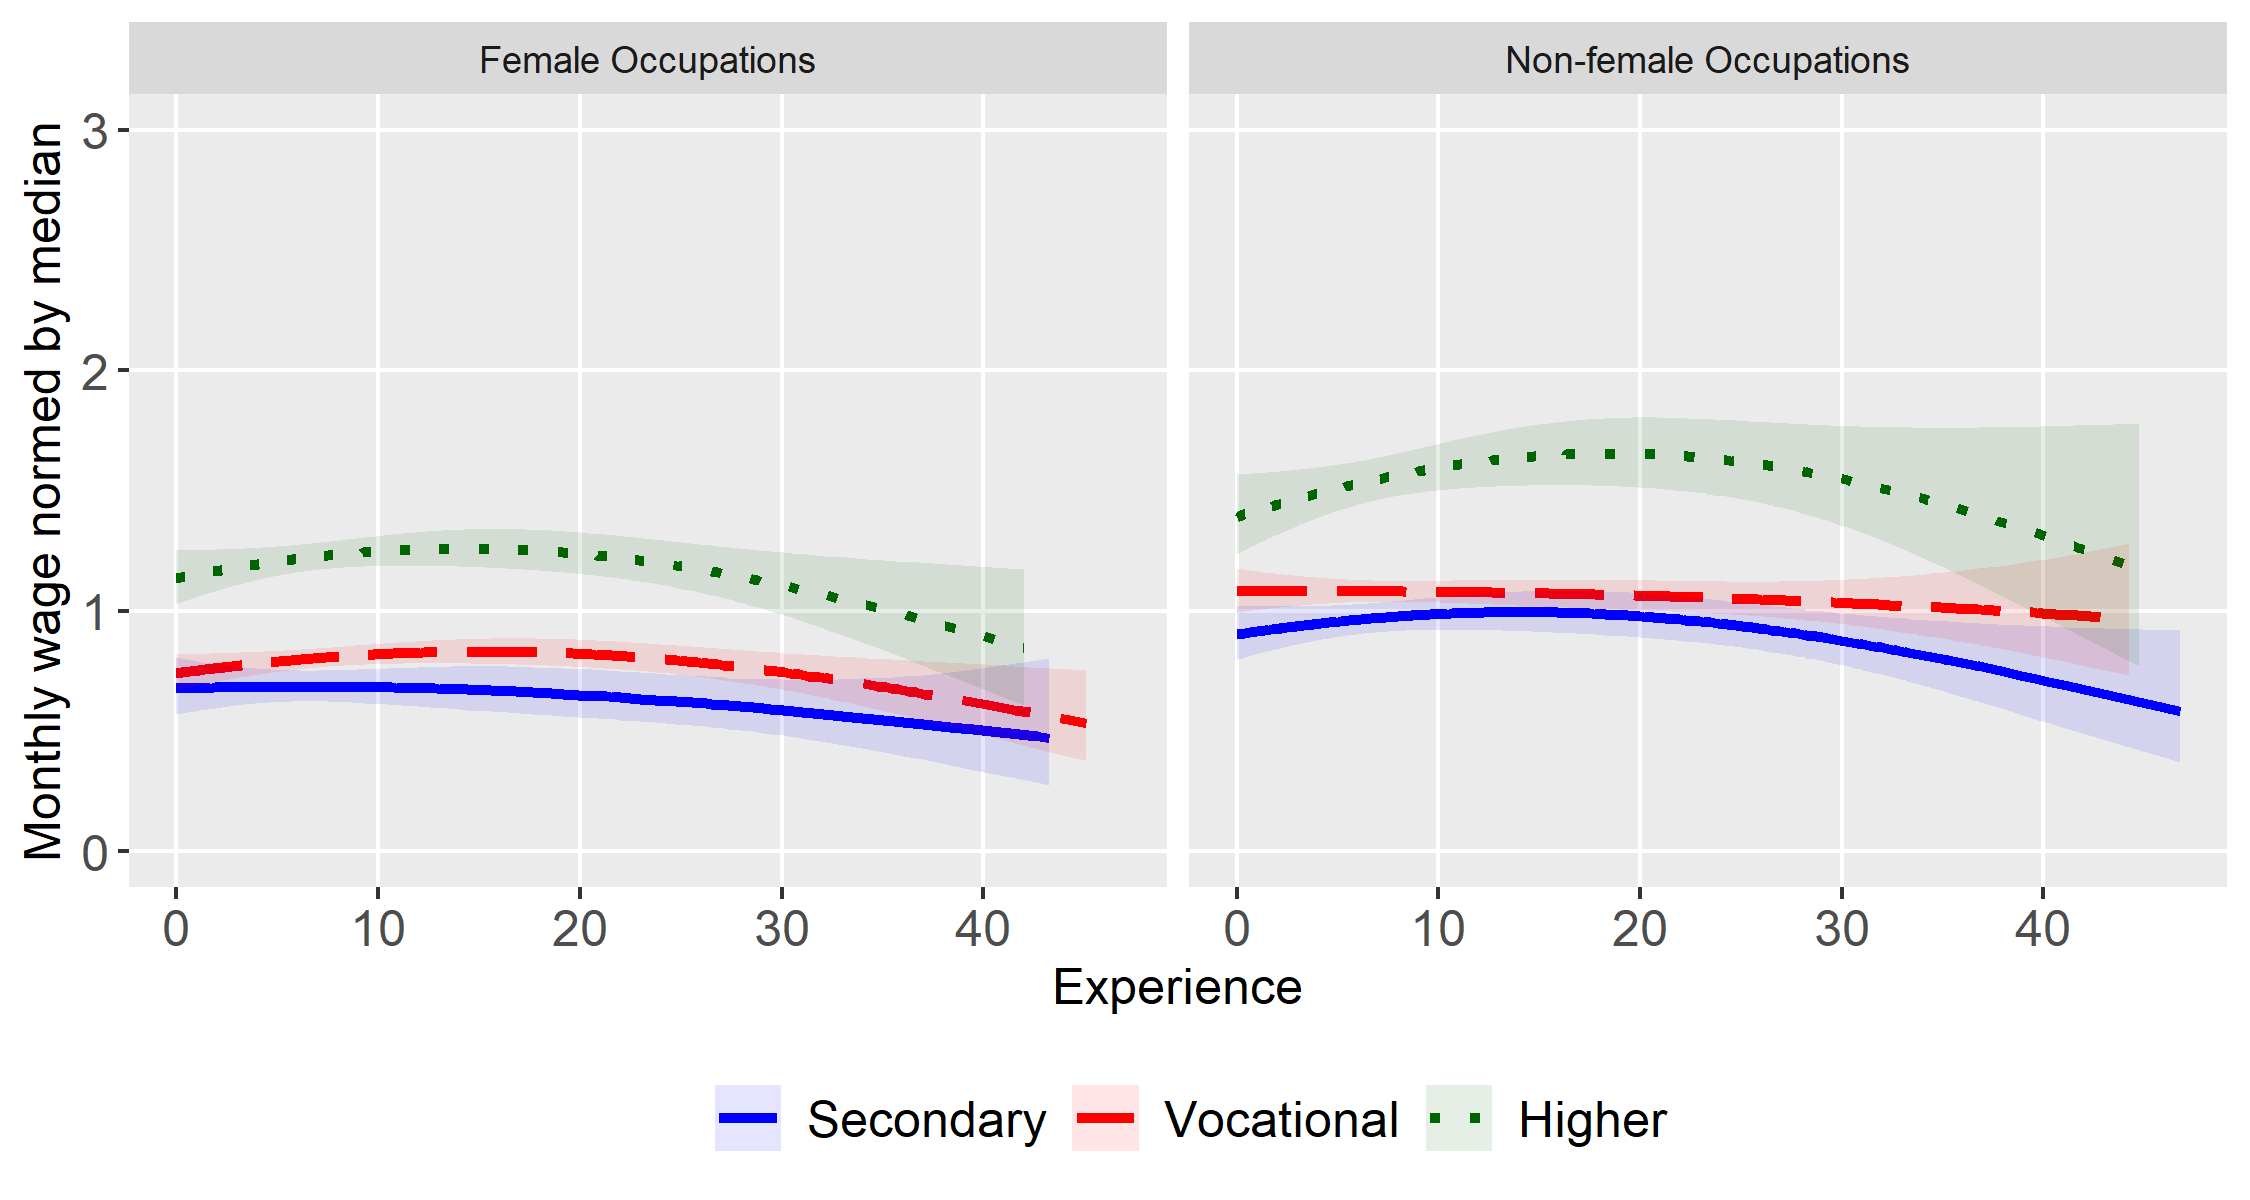 Female Occupations
Non-female Occupations
Monthly wage normed by median
3
2
1
0
0 10 20 30 40
0 10 20 30 40
Experience
Secondary Vocational Higher